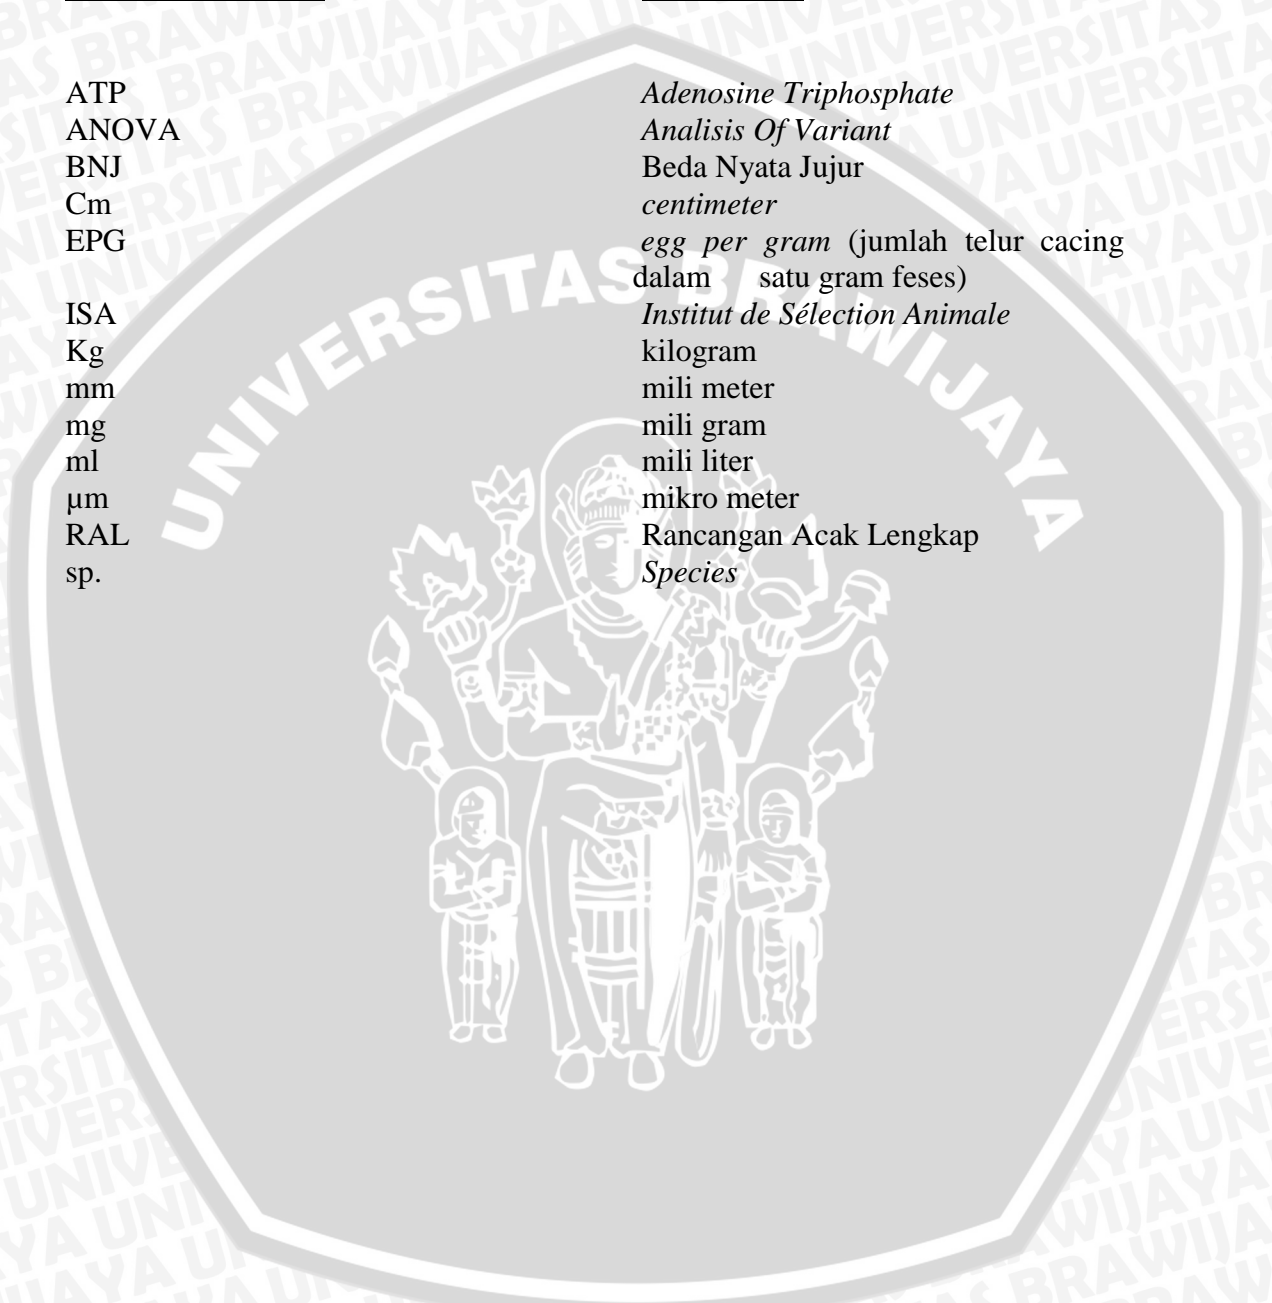 ATP Adenosine Triphosphate
ANOVA Analisis Of Variant
BNJ Beda Nyata Jujur
Cm centimeter
EPG egg per gram (jumlah telur cacing
dalam satu gram feses)
ISA Institut de Sélection Animale
Kg kilogram
mm mili meter
mg mili gram
ml mili liter
µm mikro meter
RAL Rancangan Acak Lengkap
sp. Species
UNIVERSITAS BRAWIJAYA